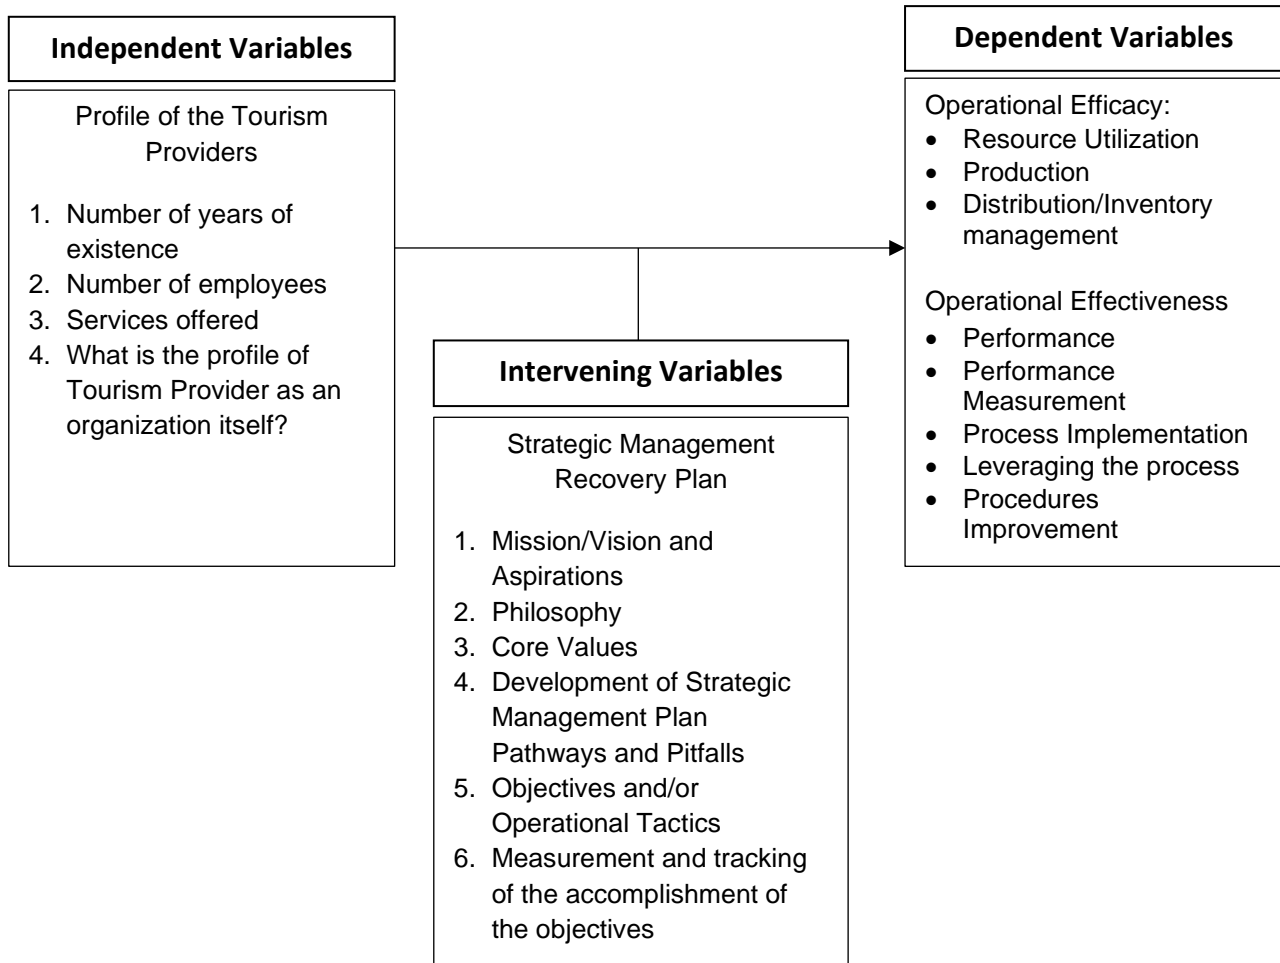 Independent Variables
Profile of the Tourism
Providers
1. Number of years of
existence
2. Number of employees
3. Services offered
4. What is the profile of
Tourism Provider as an
organization itself?
Intervening Variables
Strategic Management
Recovery Plan
1. Mission/Vision and
Aspirations
2. Philosophy
3. Core Values
4. Development of Strategic
Management Plan
Pathways and Pitfalls
5. Objectives and/or
Operational Tactics
6. Measurement and tracking
of the accomplishment of
the objectives
Dependent Variables
Operational Efficacy:
• Resource Utilization
• Production
• Distribution/Inventory
management
Operational Effectiveness
• Performance
• Performance
Measurement
• Process Implementation
• Leveraging the process
• Procedures
Improvement